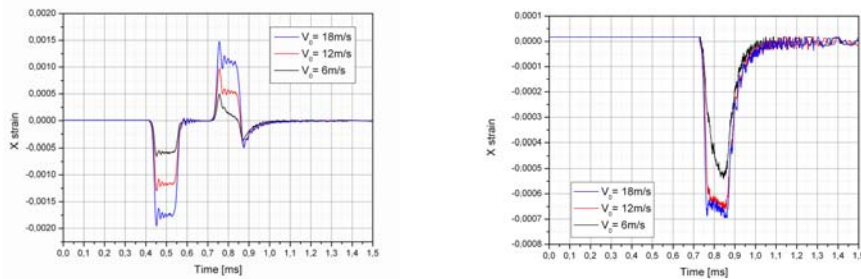 0.0020
0.0015
0.0010
0.0005
0.0000
-0.0005
-0.0010
-0.0015
-0.0020
X strain
V₀= 18m/s
V₀= 12m/s
V₀= 6m/s
0,0 0,1 0,2 0,3 0,4 0,5 0,6 0,7 0,8 0,9 1,0 1,1 1,2 1,3 1,4 1,5
Time [ms]
0.0001
0.0000
-0.0001
-0.0002
-0.0003
-0.0004
-0.0005
-0.0006
-0.0007
-0.0008
X strain
V₀= 18m/s
V₀= 12m/s
V₀= 6m/s
0,0 0,1 0,2 0,3 0,4 0,5 0,6 0,7 0,8 0,9 1,0 1,1 1,2 1,3 1,4 1,5
Time [ms]